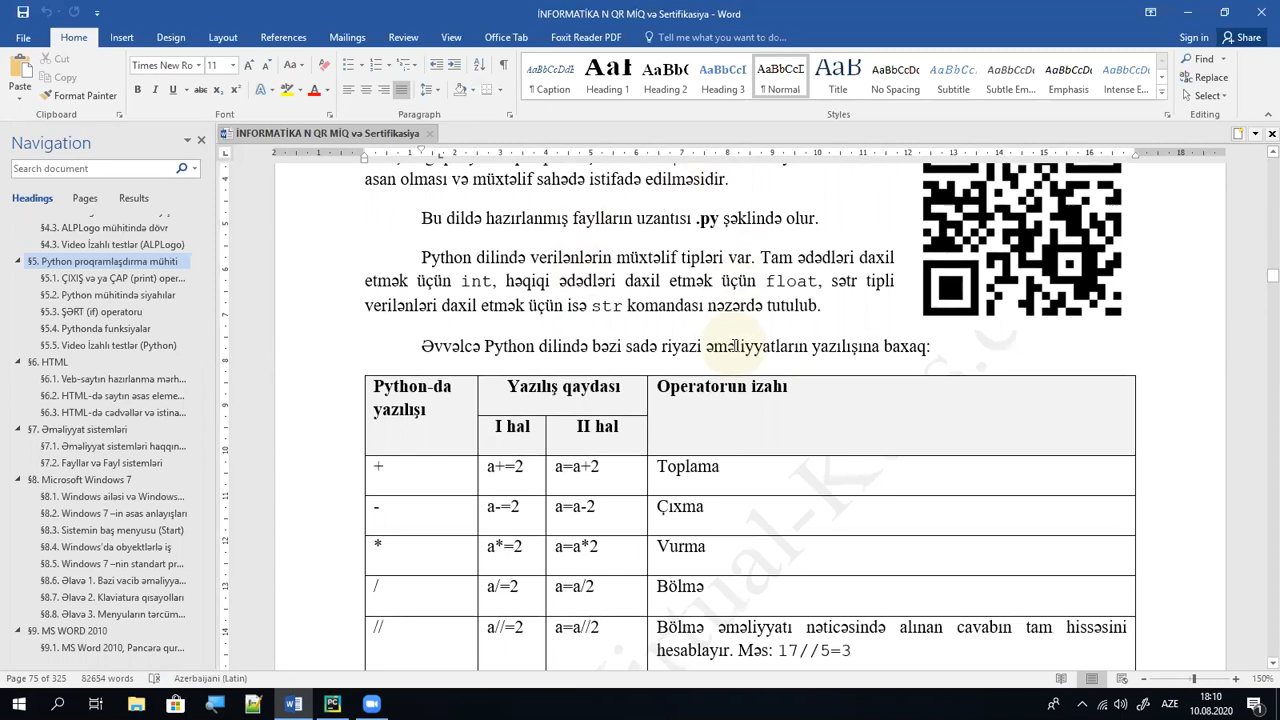 İNFORMATİKA N QR MİQ və Sertifikasiya - Word
File Home Insert Design Layout References Mailings Review View Office Tab Foxit Reader PDF Tell me what you want to do... Sign in Share
Cut
Copy
Paste
Format Painter
Times New Ro 11
AaBbCcDdE AaBbC AaBbC AaBbCcD AaBbCcD AaB AaBbCcDc AaBbCcD AaBbCcD AaBbCcD AaBbCcD
¶ Caption Heading 1 Heading 2 Heading 3 ¶ Normal Title No Spacing Subtitle Subtle Em... Emphasis Intense E...
Find
Replace
Select
Clipboard Font Paragraph Styles Editing
Navigation
Search document
Headings Pages Results
§4.3. ALPLogo mühitində dövr
§4.3. Video İzahlı testlər (ALPLogo)
§5. Python proqramlaşdırma mühiti
§5.1. ÇIXIŞ və ya ÇAP (print) oper...
§5.2. Python mühitində siyahılar
§5.3. ŞƏRT (if) operatoru
§5.4. Pythonda funksiyalar
§5.5. Video İzahlı testlər (Python)
§6. HTML
§6.1. Veb-saytın hazırlanma mərh...
§6.2. HTML-də saytın əsas elemen...
§6.3. HTML-də cədvəllər və istina...
§7. Əməliyyat sistemləri
§7.1. Əməliyyat sistemləri haqqın...
§7.2. Fayllar və Fayl sistemləri
§8. Microsoft Windows 7
§8.1. Windows ailəsi və Windows...
§8.2. Windows 7 –in əsas anlayışları
§8.3. Sistemin baş menyusu (Start)
§8.4. Windows'da obyektlərlə iş
§8.5. Windows 7 –nin standart pr...
§8.6. Əlavə 1. Bəzi vacib əməliyya...
§8.7. Əlavə 2. Klaviatura qısayolları
§8.8. Əlavə 3. Menyuların tərcüm...
§9. MS WORD 2010
§9.1. MS Word 2010, Pəncərə qur...
İNFORMATİKA N QR MİQ və Sertifikasiya
asan olması və müxtəlif sahədə istifadə edilməsidir.
Bu dildə hazırlanmış faylların uzantısı .py şəklində olur.
Python dilində verilənlərin müxtəlif tipləri var. Tam ədədləri daxil
etmək üçün int, həqiqi ədədləri daxil etmək üçün float, sətr tipli
verilənləri daxil etmək üçün isə str komandası nəzərdə tutulub.
Əvvəlcə Python dilində bəzi sadə riyazi əməliyyatların yazılışına baxaq:
Python-da yazılışı Yazılış qaydası Operatorun izahı
I hal II hal
+ a+=2 a=a+2 Toplama
- a-=2 a=a-2 Çıxma
* a*=2 a=a*2 Vurma
/ a/=2 a=a/2 Bölmə
// a//=2 a=a//2 Bölmə əməliyyatı nəticəsində alınan cavabın tam hissəsini
hesablayır. Məs: 17//5=3
Page 75 of 325 82654 words Azerbaijani (Latin) 150%
AZE 18:10
10.08.2020